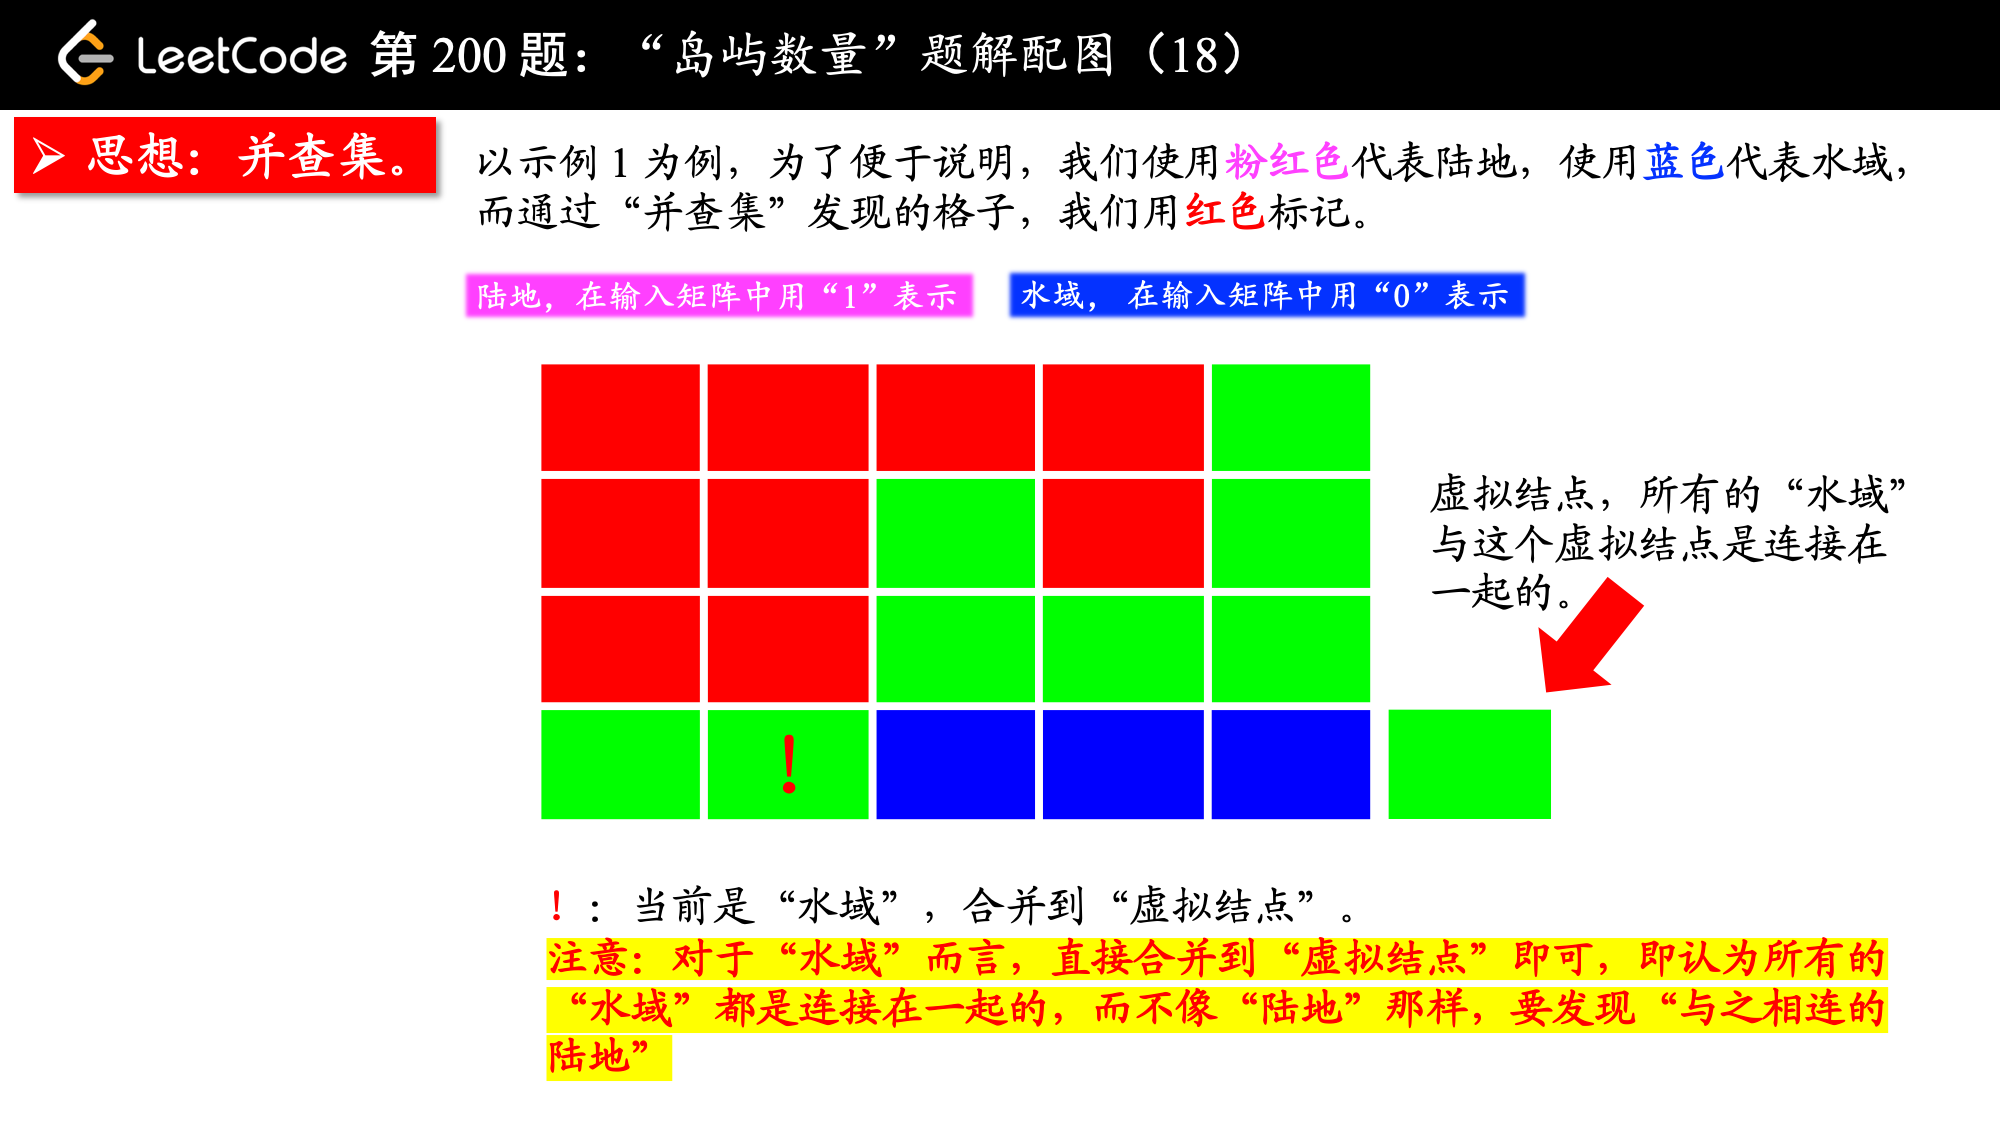 LeetCode 第 200 题：“岛屿数量”题解配图（18）
思想：并查集。
以示例 1 为例，为了便于说明，我们使用粉红色代表陆地，使用蓝色代表水域，
而通过“并查集”发现的格子，我们用红色标记。
陆地，在输入矩阵中用“1”表示
水域， 在输入矩阵中用“0”表示
虚拟结点，所有的“水域”
与这个虚拟结点是连接在
一起的。
!
! ：当前是“水域”，合并到“虚拟结点”。
注意：对于“水域”而言，直接合并到“虚拟结点”即可，即认为所有的
“水域”都是连接在一起的，而不像“陆地”那样，要发现“与之相连的
陆地”